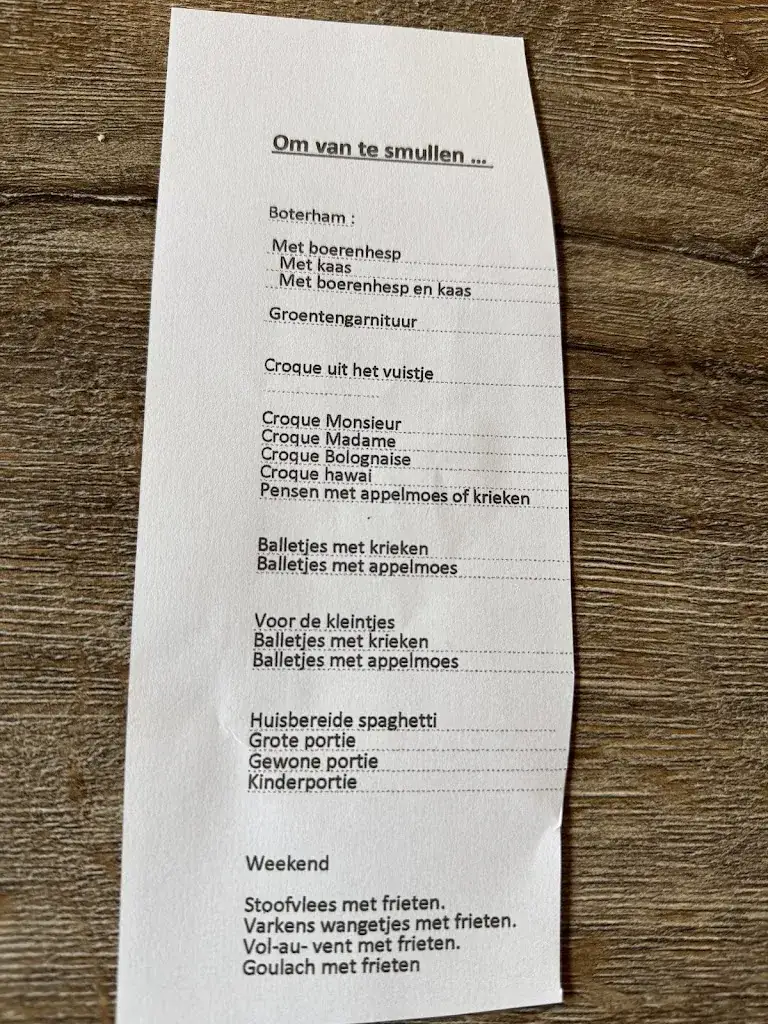 Om van te smullen ...
Boterham :
Met boerenhesp
Met kaas
Met boerenhesp en kaas
Groentengarnituur
Croque uit het vuistje
Croque Monsieur
Croque Madame
Croque Bolognaise
Croque hawai
Pensen met appelmoes of krieken
Balletjes met krieken
Balletjes met appelmoes
Voor de kleintjes
Balletjes met krieken
Balletjes met appelmoes
Huisbereide spaghetti
Grote portie
Gewone portie
Kinderportie
Weekend
Stoofvlees met frieten.
Varkens wangetjes met frieten.
Vol-au- vent met frieten.
Goulach met frieten